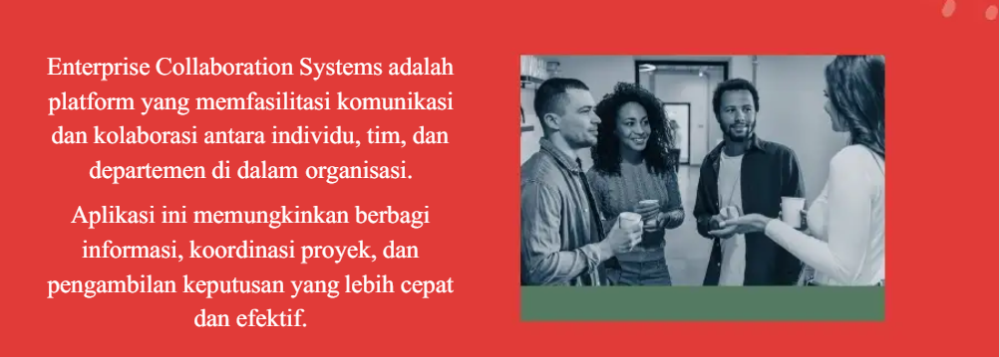 Enterprise Collaboration Systems adalah
platform yang memfasilitasi komunikasi
dan kolaborasi antara individu, tim, dan
departemen di dalam organisasi.
Aplikasi ini memungkinkan berbagi
informasi, koordinasi proyek, dan
pengambilan keputusan yang lebih cepat
dan efektif.